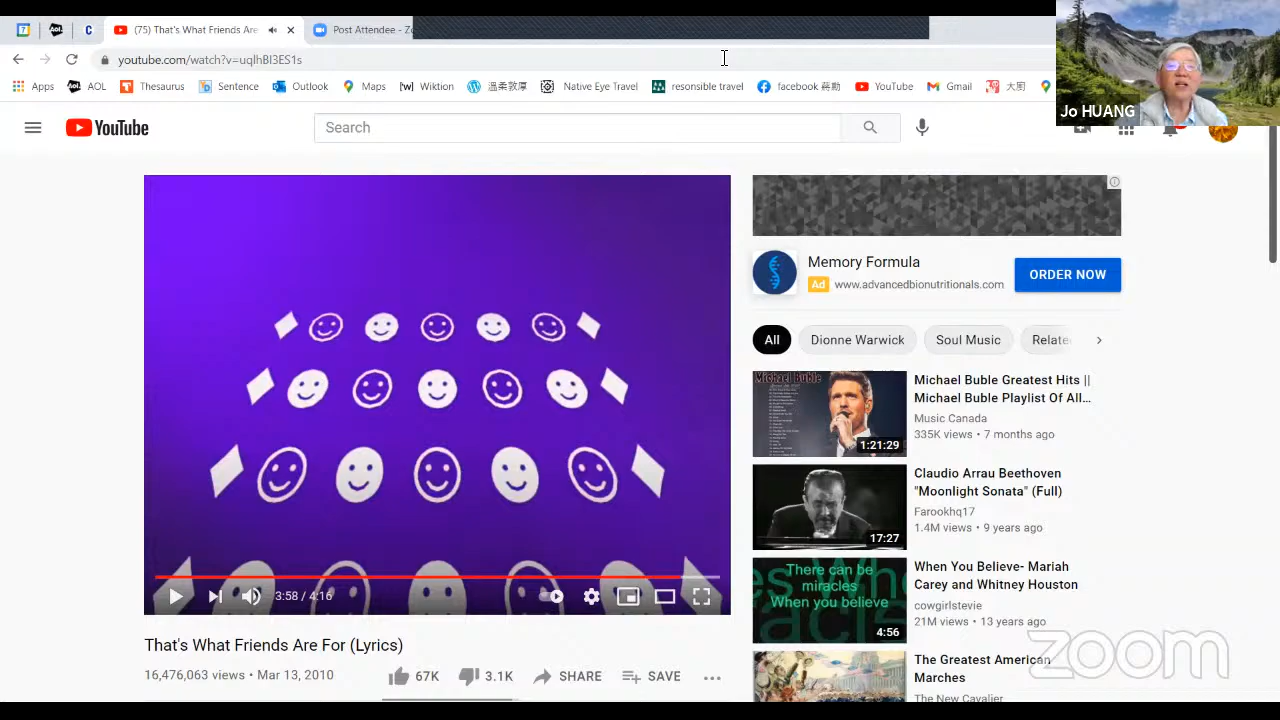 (75) That's What Friends Are
Post Attendee - Zo
youtube.com/watch?v=uqlhBI3ES1s
Apps
AOL
Thesaurus
Sentence
Outlook
Maps
Wiktion
溫柔敦厚
Native Eye Travel
resonsible travel
facebook 蔣勳
YouTube
Gmail
大廚
Jo HUANG
YouTube
Search
Memory Formula
Ad www.advancedbionutritionals.com
ORDER NOW
All
Dionne Warwick
Soul Music
Relate
Michael Buble
1:21:29
Michael Buble Greatest Hits ||
Michael Buble Playlist Of All...
Music Canada
335K views • 7 months ago
17:27
Claudio Arrau Beethoven
"Moonlight Sonata" (Full)
Farookhq17
1.4M views • 9 years ago
There can be
miracles
When you believe
4:56
When You Believe- Mariah
Carey and Whitney Houston
cowgirlstevie
21M views • 13 years ago
The Greatest American
Marches
The New Cavalier
3:58 / 4:16
That's What Friends Are For (Lyrics)
16,476,063 views • Mar 13, 2010
67K
3.1K
SHARE
SAVE
zoom